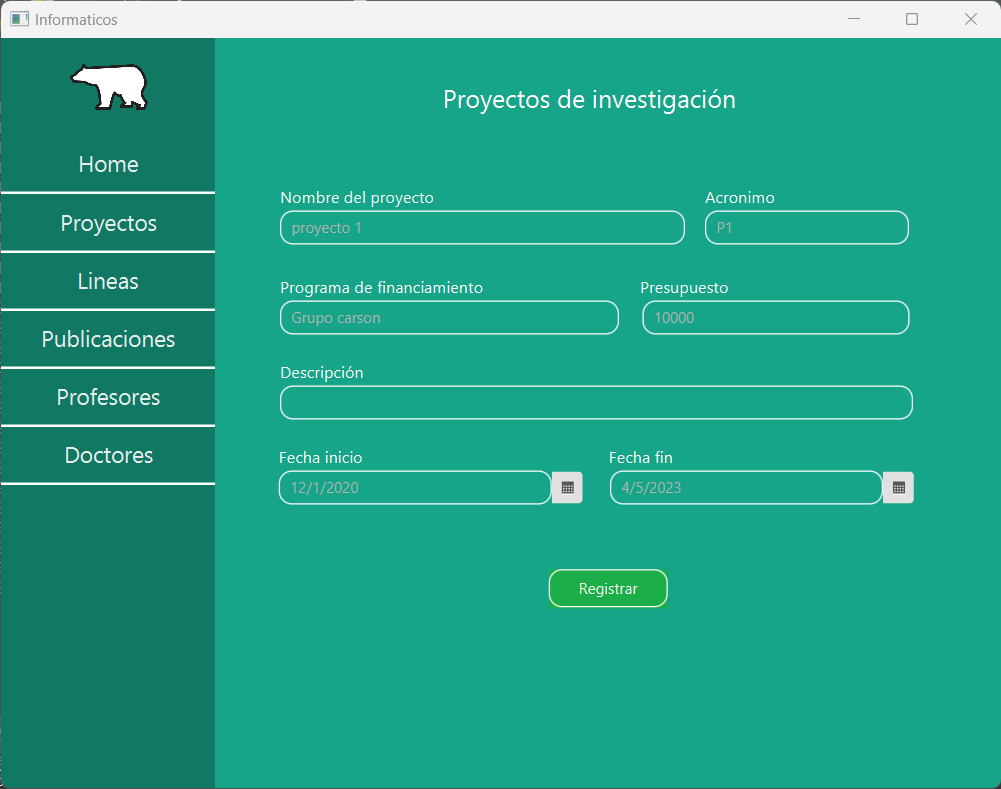 Informaticos
Home
Proyectos
Lineas
Publicaciones
Profesores
Doctores
Proyectos de investigación
Nombre del proyecto
Acronimo
proyecto 1
P1
Programa de financiamiento
Presupuesto
Grupo carson
10000
Descripción
Fecha inicio
Fecha fin
12/1/2020
4/5/2023
Registrar